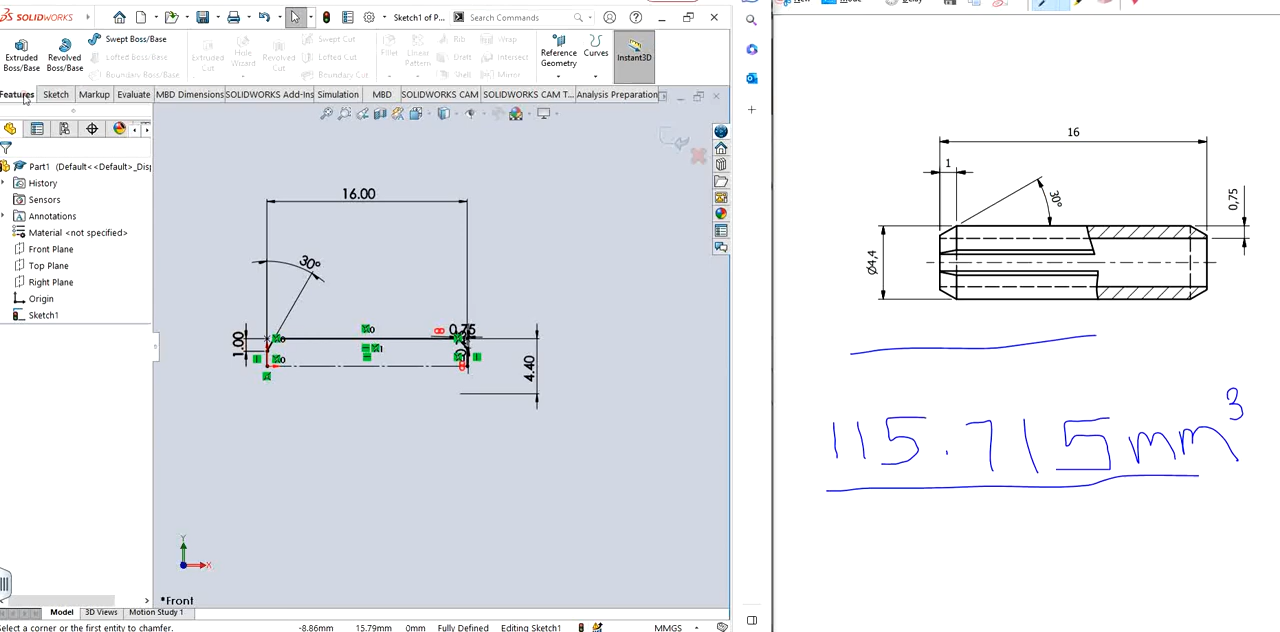 SOLIDWORKS
Sketch1 of P...
Search Commands
Extruded Boss/Base
Revolved Boss/Base
Swept Boss/Base
Lofted Boss/Base
Boundary Boss/Base
Extruded Cut
Hole Wizard
Revolved Cut
Swept Cut
Lofted Cut
Boundary Cut
Fillet
Linear Pattern
Rib
Draft
Shell
Wrap
Intersect
Mirror
Reference Geometry
Curves
Instant3D
Features
Sketch
Markup
Evaluate
MBD Dimensions
SOLIDWORKS Add-Ins
Simulation
MBD
SOLIDWORKS CAM
SOLIDWORKS CAM T...
Analysis Preparation
Part1 (Default<<Default>_Disp
History
Sensors
Annotations
Material <not specified>
Front Plane
Top Plane
Right Plane
Origin
Sketch1
16.00
30°
1.00
0.75
4.40
Y
X
*Front
Model
3D Views
Motion Study 1
Select a corner or the first entity to chamfer.
-8.86mm
15.79mm
0mm
Fully Defined
Editing Sketch1
MMGS
16
1
30°
0,75
Ø4,4
115.715mm³